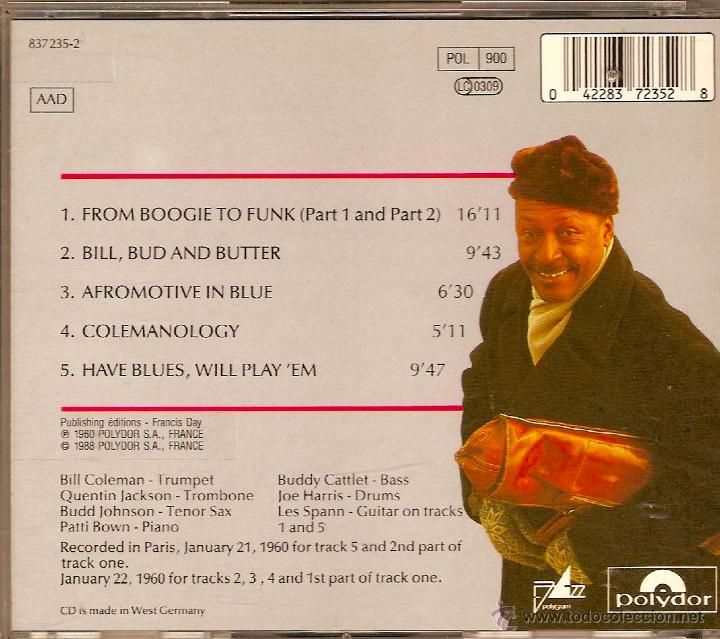 837 235-2
POL 900
LC 0309
AAD
0 42283 72352 8
1. FROM BOOGIE TO FUNK (Part 1 and Part 2) 16'11
2. BILL, BUD AND BUTTER 9'43
3. AFROMOTIVE IN BLUE 6'30
4. COLEMANOLOGY 5'11
5. HAVE BLUES, WILL PLAY 'EM 9'47
Publishing éditions - Francis Day
℗ 1960 POLYDOR S.A., FRANCE
© 1988 POLYDOR S.A., FRANCE
Bill Coleman - Trumpet
Quentin Jackson - Trombone
Budd Johnson - Tenor Sax
Patti Bown - Piano
Buddy Cattlet - Bass
Joe Harris - Drums
Les Spann - Guitar on tracks
1 and 5
Recorded in Paris, January 21, 1960 for track 5 and 2nd part of
track one.
January 22, 1960 for tracks 2, 3 , 4 and 1st part of track one.
CD is made in West Germany
Jazz
polygram
polydor
www.todocoleccion.net